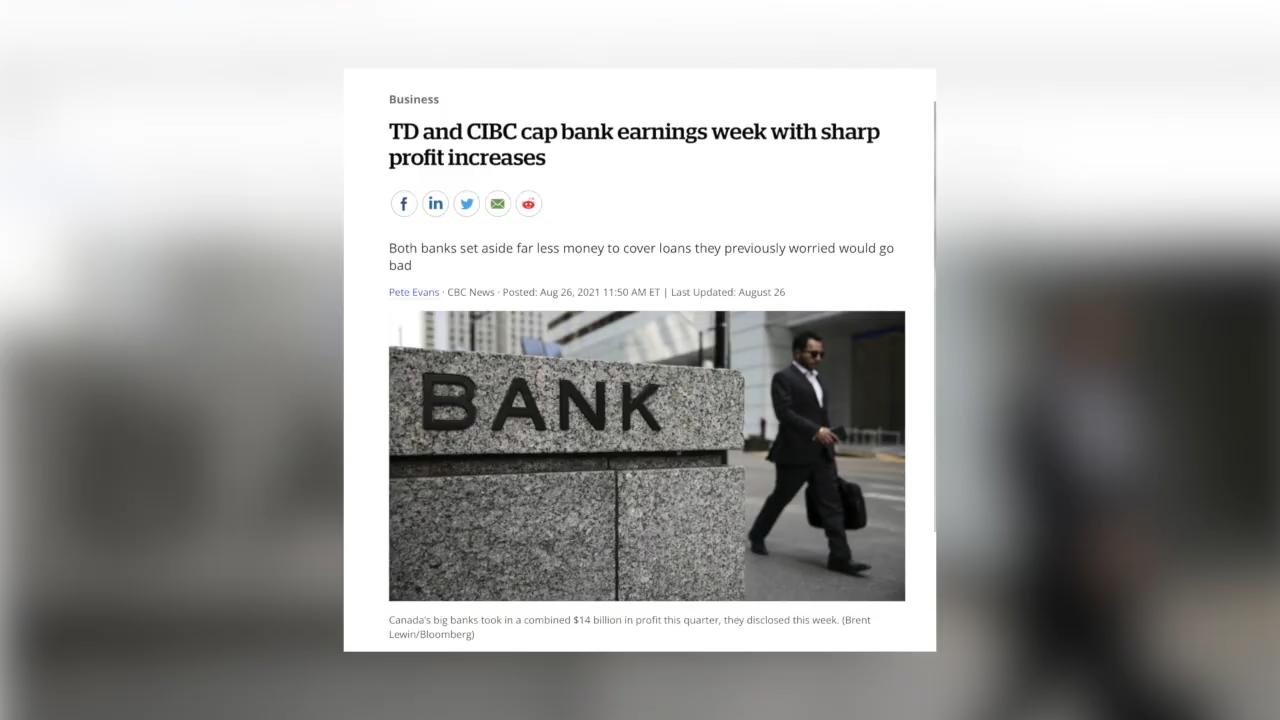 Business
TD and CIBC cap bank earnings week with sharp
profit increases
Both banks set aside far less money to cover loans they previously worried would go
bad
Pete Evans · CBC News · Posted: Aug 26, 2021 11:50 AM ET | Last Updated: August 26
BANK
Canada's big banks took in a combined $14 billion in profit this quarter, they disclosed this week. (Brent
Lewin/Bloomberg)